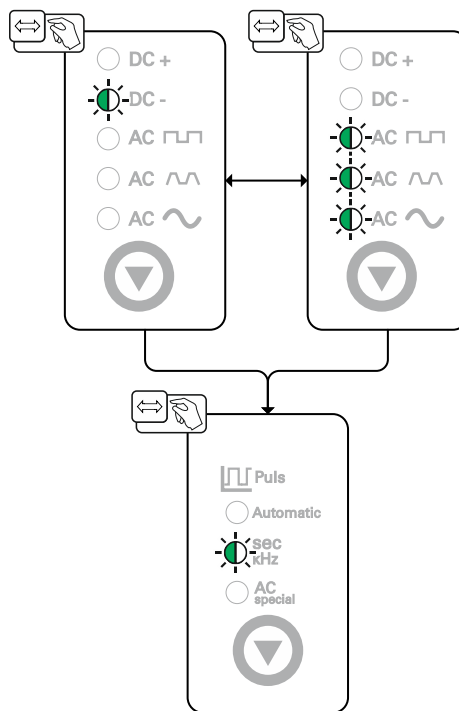 DC +
DC -
AC
AC
AC
DC +
DC -
AC
AC
AC
Puls
Automatic
sec
kHz
AC
special